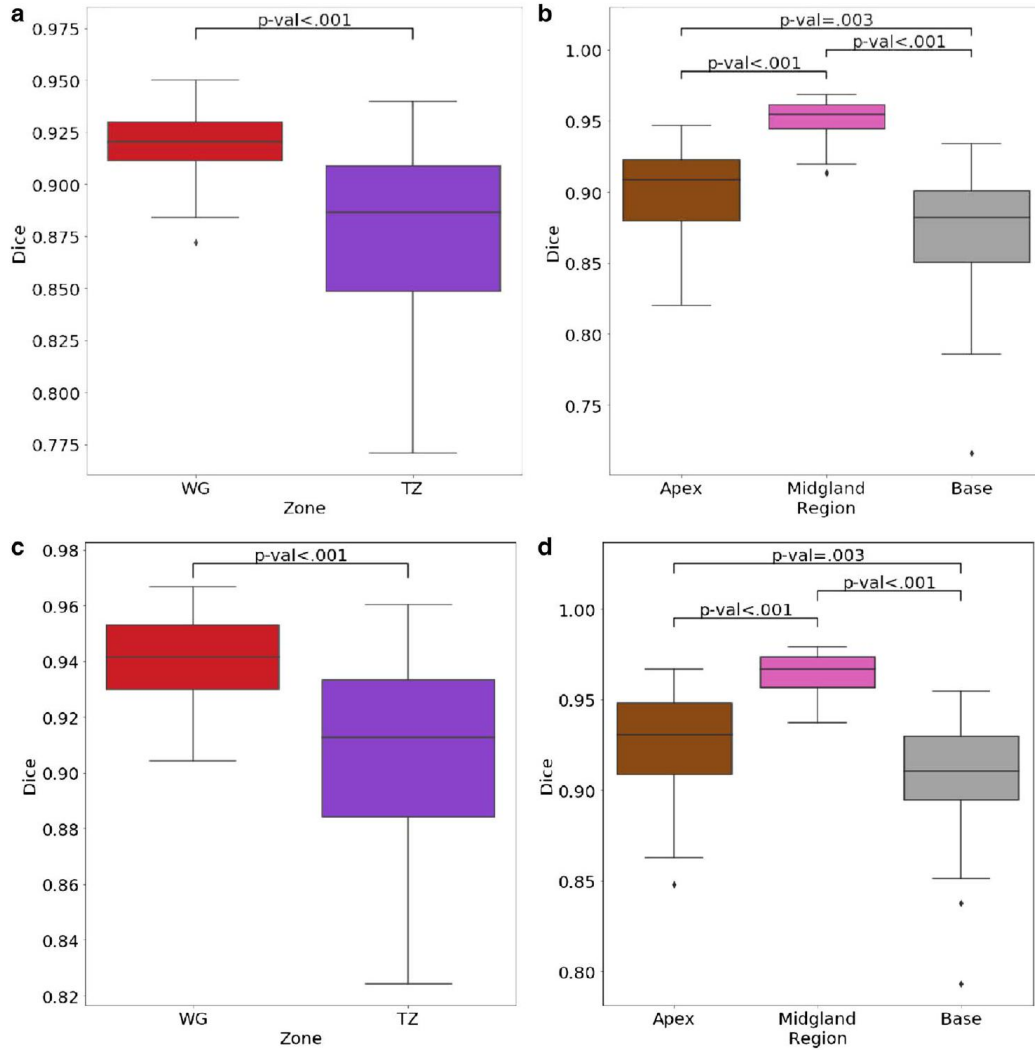 a
p-val<.001
0.975
0.950
0.925
0.900
0.875
0.850
0.825
0.800
0.775
Dice
WG TZ
Zone
b
p-val=.003
p-val<.001
p-val<.001
1.00
0.95
0.90
0.85
0.80
0.75
Dice
Apex Midgland Base
Region
c
p-val<.001
0.98
0.96
0.94
0.92
0.90
0.88
0.86
0.84
0.82
Dice
WG TZ
Zone
d
p-val=.003
p-val<.001
p-val<.001
1.00
0.95
0.90
0.85
0.80
Dice
Apex Midgland Base
Region